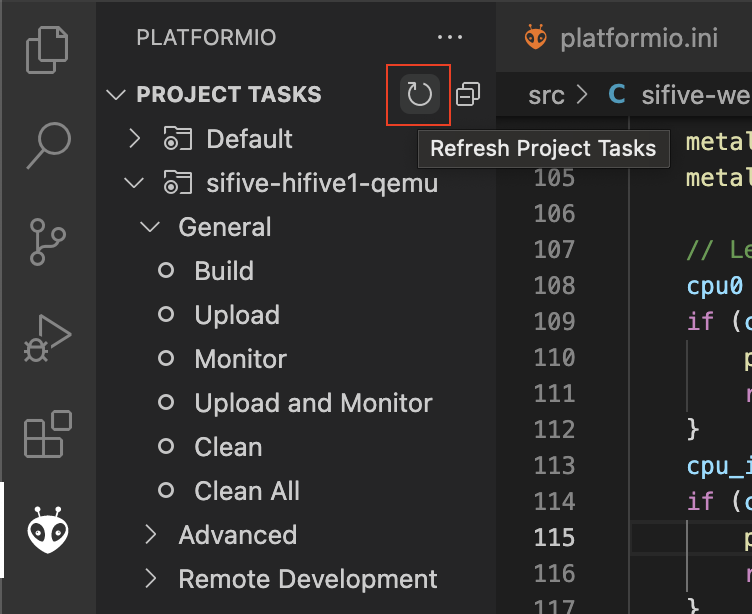 PLATFORMIO
PROJECT TASKS
Default
sifive-hifive1-qemu
General
Build
Upload
Monitor
Upload and Monitor
Clean
Clean All
Advanced
Remote Development
Refresh Project Tasks
platformio.ini
src > C sifive-we
metal
105 metal
106
107 // Le
108 cpu0
109 if (c
110 p
111 r
112 }
113 cpu_i
114 if (c
115 p
116 r
117 }